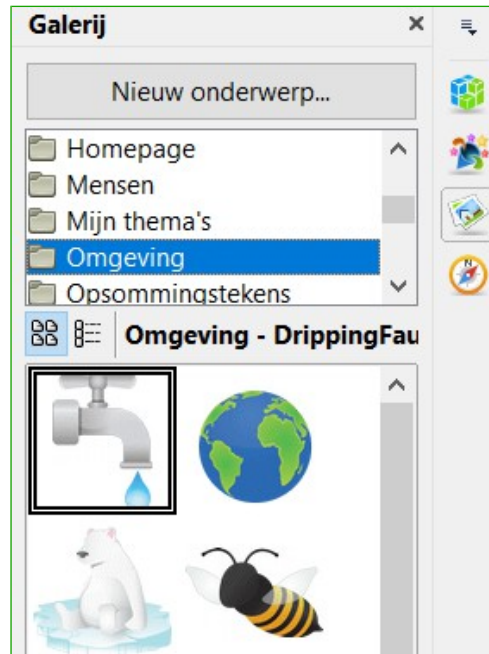 Galerij
Nieuw onderwerp...
Homepage
Mensen
Mijn thema's
Omgeving
Opsommingstekens
Omgeving - DrippingFau
N